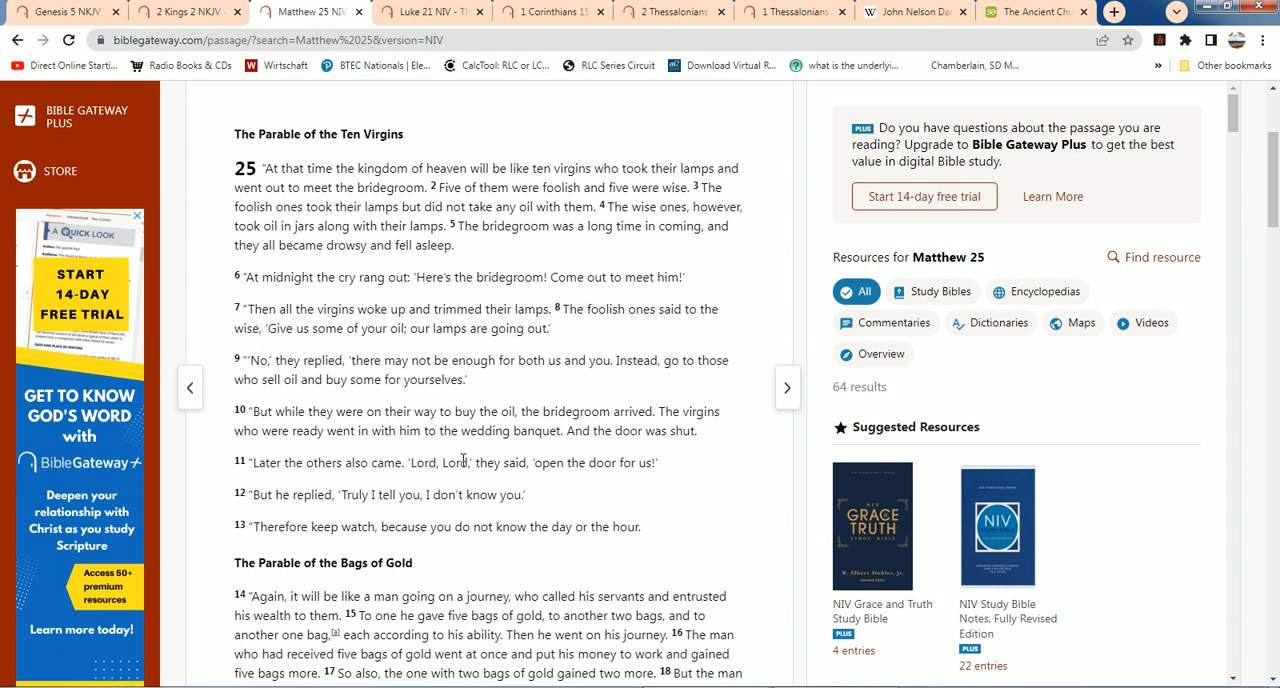 Genesis 5 NKJV -
2 Kings 2 NKJV -
Matthew 25 NIV
Luke 21 NIV - Tr
1 Corinthians 15
2 Thessalonians
1 Thessalonians
John Nelson Da
The Ancient Chu
biblegateway.com/passage/?search=Matthew%2025&version=NIV
Direct Online Starti...
Radio Books & CDs
Wirtschaft
BTEC Nationals | Ele...
CalcTool: RLC or LC...
RLC Series Circuit
Download Virtual R...
what is the underlyi...
Chamberlain, SD M...
»
Other bookmarks
BIBLE GATEWAY
PLUS
STORE
A QUICK LOOK
START
14-DAY
FREE TRIAL
GET TO KNOW
GOD'S WORD
with
BibleGateway+
Deepen your
relationship with
Christ as you study
Scripture
Access 50+
premium
resources
Learn more today!
The Parable of the Ten Virgins
25 “At that time the kingdom of heaven will be like ten virgins who took their lamps and
went out to meet the bridegroom. 2 Five of them were foolish and five were wise. 3 The
foolish ones took their lamps but did not take any oil with them. 4 The wise ones, however,
took oil in jars along with their lamps. 5 The bridegroom was a long time in coming, and
they all became drowsy and fell asleep.
6 “At midnight the cry rang out: ‘Here’s the bridegroom! Come out to meet him!’
7 “Then all the virgins woke up and trimmed their lamps. 8 The foolish ones said to the
wise, ‘Give us some of your oil; our lamps are going out.’
9 “‘No,’ they replied, ‘there may not be enough for both us and you. Instead, go to those
who sell oil and buy some for yourselves.’
10 “But while they were on their way to buy the oil, the bridegroom arrived. The virgins
who were ready went in with him to the wedding banquet. And the door was shut.
11 “Later the others also came. ‘Lord, Lord,’ they said, ‘open the door for us!’
12 “But he replied, ‘Truly I tell you, I don’t know you.’
13 “Therefore keep watch, because you do not know the day or the hour.
The Parable of the Bags of Gold
14 “Again, it will be like a man going on a journey, who called his servants and entrusted
his wealth to them. 15 To one he gave five bags of gold, to another two bags, and to
another one bag,[a] each according to his ability. Then he went on his journey. 16 The man
who had received five bags of gold went at once and put his money to work and gained
five bags more. 17 So also, the one with two bags of gold gained two more. 18 But the man
PLUS Do you have questions about the passage you are
reading? Upgrade to Bible Gateway Plus to get the best
value in digital Bible study.
Start 14-day free trial
Learn More
Resources for Matthew 25
Find resource
All
Study Bibles
Encyclopedias
Commentaries
Dictionaries
Maps
Videos
Overview
64 results
Suggested Resources
NIV
GRACE
TRUTH
STUDY BIBLE
R. Albert Mohler, Jr.
NIV
STUDY BIBLE
NIV Grace and Truth
Study Bible
PLUS
4 entries
NIV Study Bible
Notes, Fully Revised
Edition
PLUS
22 entries